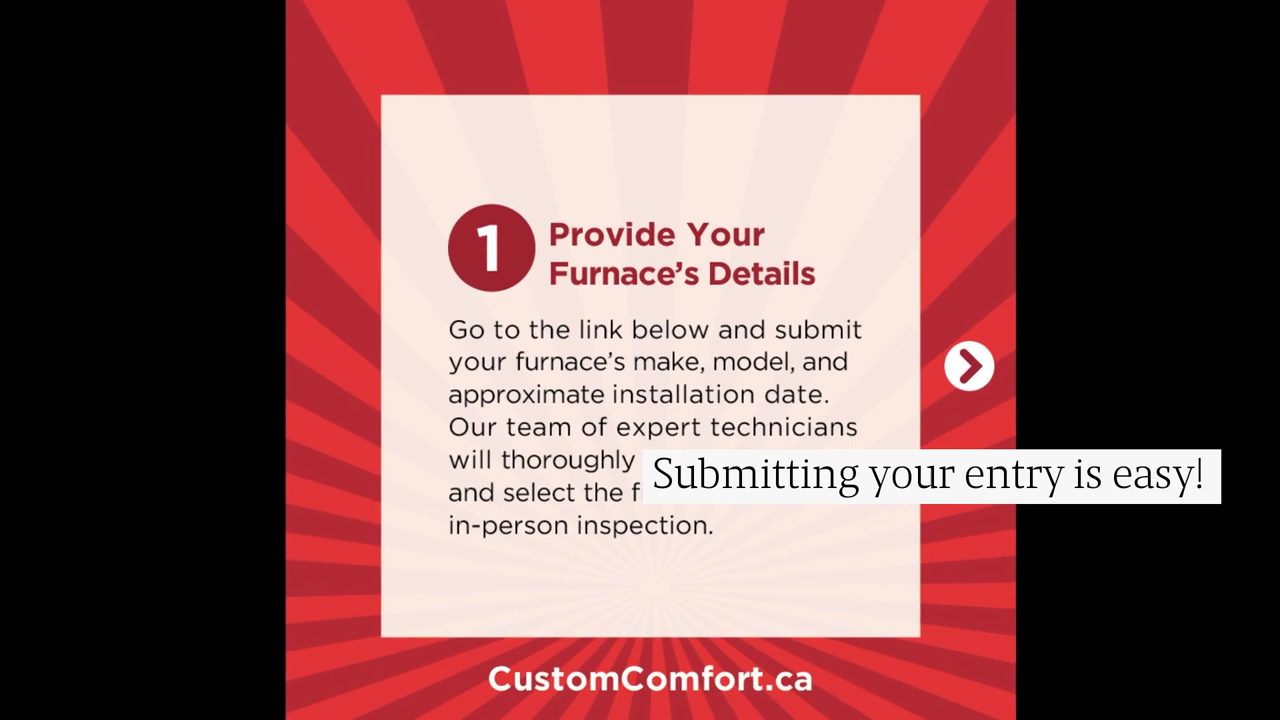 1
Provide Your
Furnace's Details
Go to the link below and submit
your furnace's make, model, and
approximate installation date.
Our team of expert technicians
will thoroughly
and select the
in-person inspection.
Submitting your entry is easy!
CustomComfort.ca